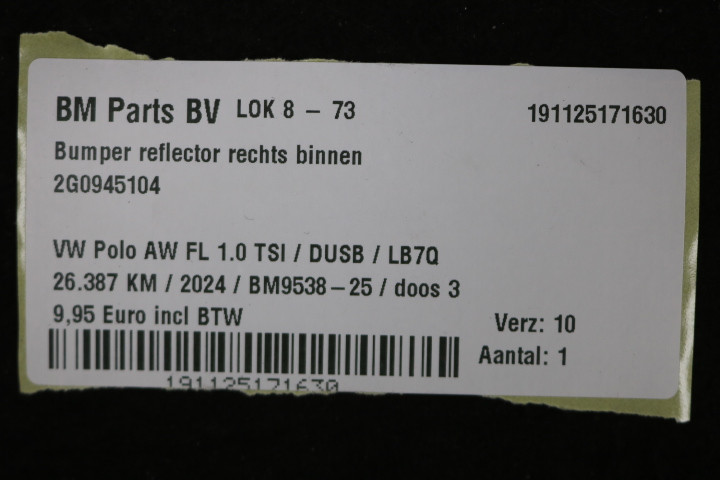 BM Parts BV LOK 8 – 73 191125171630
Bumper reflector rechts binnen
2G0945104
VW Polo AW FL 1.0 TSI / DUSB / LB7Q
26.387 KM / 2024 / BM9538–25 / doos 3
9,95 Euro incl BTW
Verz: 10
Aantal: 1
191125171630